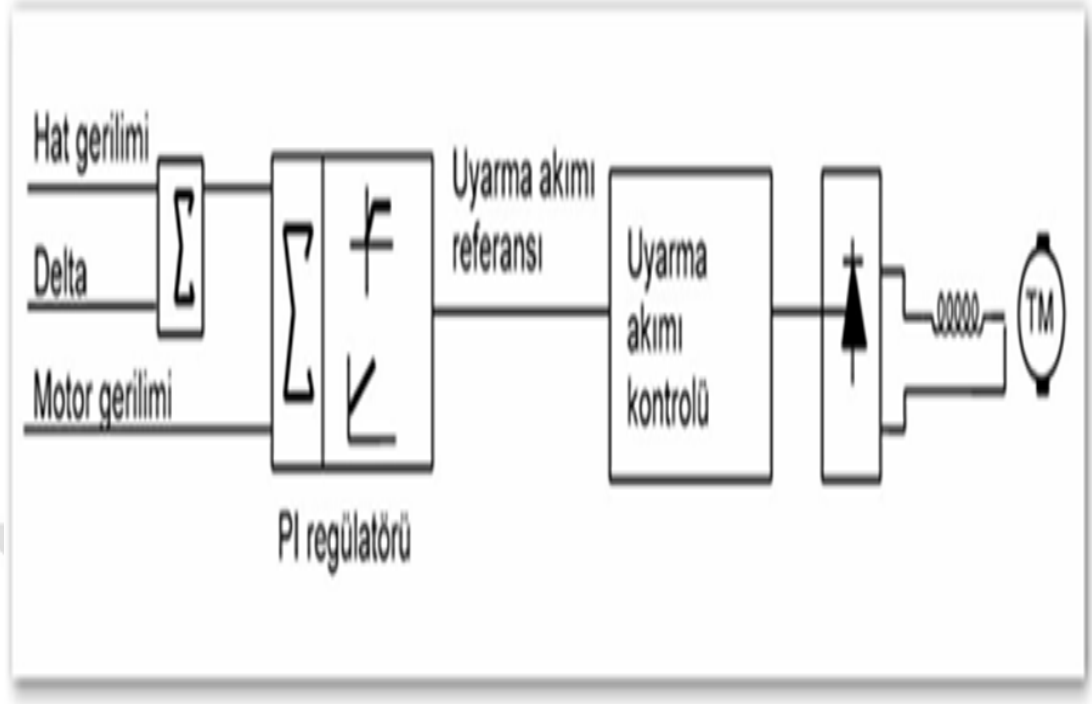 Hat gerilimi
Delta
Motor gerilimi
Σ
Σ
PI regülatörü
Uyarma akımı
referansı
Uyarma
akımı
kontrolü
TM